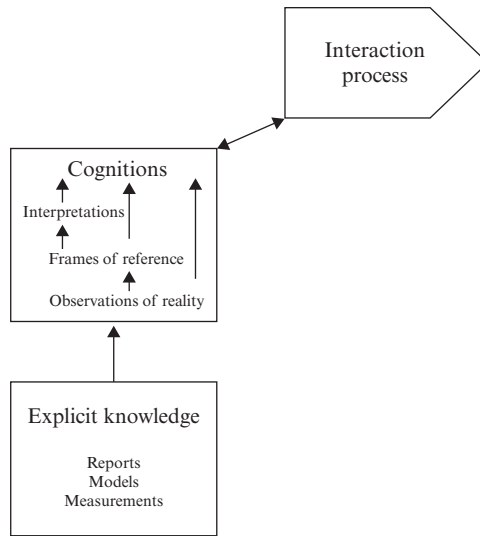 Interaction
process
Cognitions
Interpretations
Frames of reference
Observations of reality
Explicit knowledge
Reports
Models
Measurements